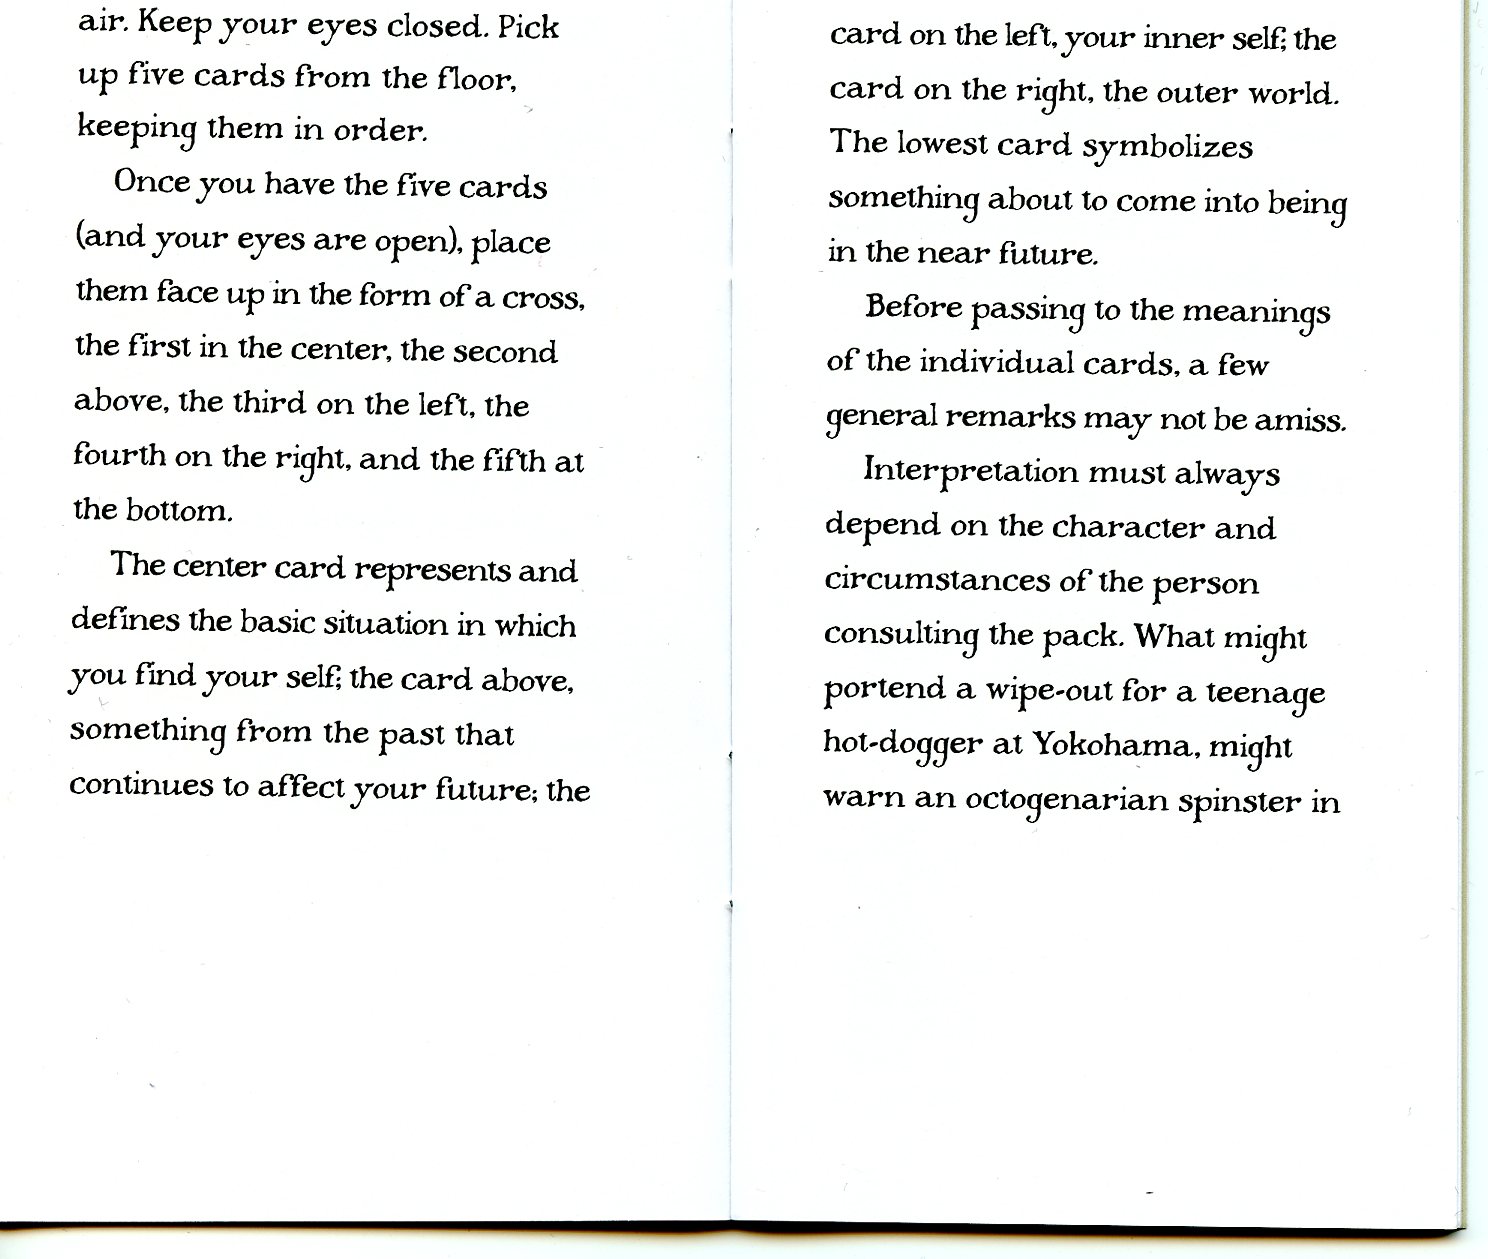 air. Keep your eyes closed. Pick
up five cards from the floor,
keeping them in order.
Once you have the five cards
(and your eyes are open), place
them face up in the form of a cross,
the first in the center, the second
above, the third on the left, the
fourth on the right, and the fifth at
the bottom.
The center card represents and
defines the basic situation in which
you find your self; the card above,
something from the past that
continues to affect your future; the
card on the left, your inner self; the
card on the right, the outer world.
The lowest card symbolizes
something about to come into being
in the near future.
Before passing to the meanings
of the individual cards, a few
general remarks may not be amiss.
Interpretation must always
depend on the character and
circumstances of the person
consulting the pack. What might
portend a wipe-out for a teenage
hot-dogger at Yokohama, might
warn an octogenarian spinster in